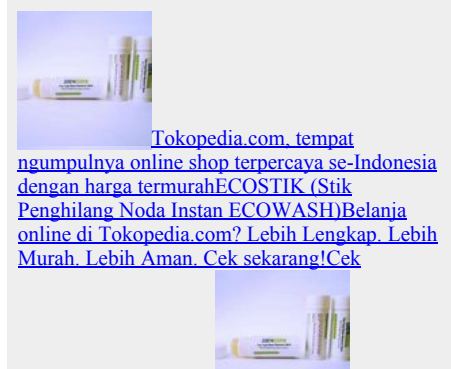 Tokopedia.com, tempat
ngumpulnya online shop terpercaya se-Indonesia
dengan harga termurahECOSTIK (Stik
Penghilang Noda Instan ECOWASH)Belanja
online di Tokopedia.com? Lebih Lengkap. Lebih
Murah. Lebih Aman. Cek sekarang!Cek